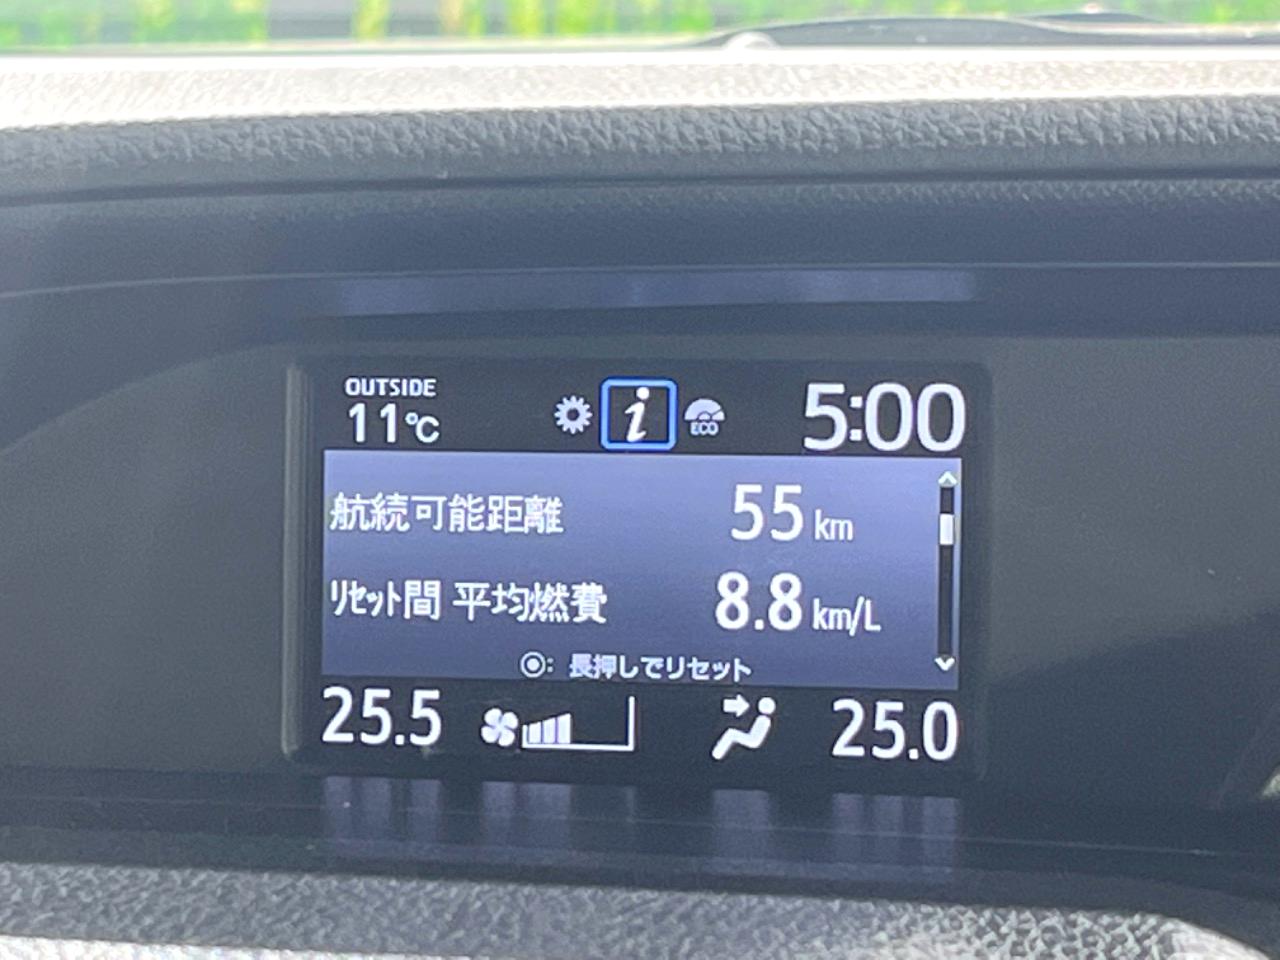 OUTSIDE
11℃
i
ECO
5:00
航続可能距離 55 km
リセット間 平均燃費 8.8 km/L
◉: 長押しでリセット
25.5
25.0